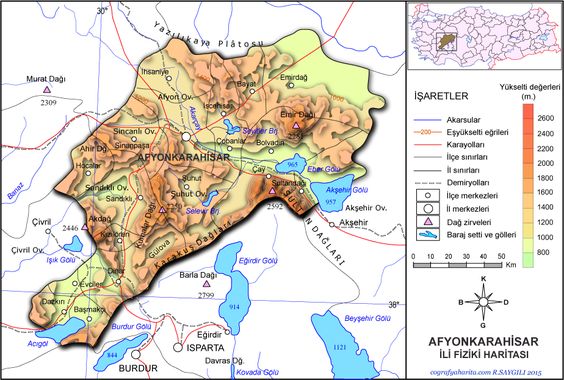 30°
Yazılıkaya Plâtosu
İhsaniye
Emirdağ
Murat Dağı
2309
Afyort Ov.
Bayat
Akarçay
İscehisar
Emir Dağı
Sincanlı Ov.
Sinanpaşa
Seyitler Brj.
Çobanlar
Bolvadin
AFYONKARAHİSAR
Ahır Dğ.
Hocalar
965
Eber Gölü
Çay
Banaz
Sandıklı Ov.
Sandıklı
Şuhut
Şuhut Ov.
Sultandağı
Akşehir Gölü
957
2592
Akşehir Ov.
Akşehir
Selevir Brj.
Çivril
2446
Akdağ
Kumalar Dağı
Karakuş Dağları
SULTAN DAĞLARI
Çivril Ov.
Işık Gölü
Kızılören
Gülova
Eğirdir Gölü
Barla Dağı
2799
Dinar
Evciler
Dazkırı
Başmakçı
914
38°
Acıgöl
Burdur Gölü
Beyşehir Gölü
Eğirdir
844
ISPARTA
BURDUR
Davras Dğ.
Kovada Gölü
1121
İŞARETLER
Yükselti değerleri
(m.)
Akarsular
200
Eşyükselti eğrileri
Karayolları
İlçe sınırları
İl sınırları
Demiryolları
İlçe merkezleri
İl merkezleri
Dağ zirveleri
Baraj setti ve gölleri
2600
2400
2200
2000
1800
1600
1400
1200
1000
800
0
10
20
30
40
50
Km
K
B
D
G
AFYONKARAHİSAR
İLİ FİZİKİ HARİTASI
cografyaharita.com R.SAYGILI 2015